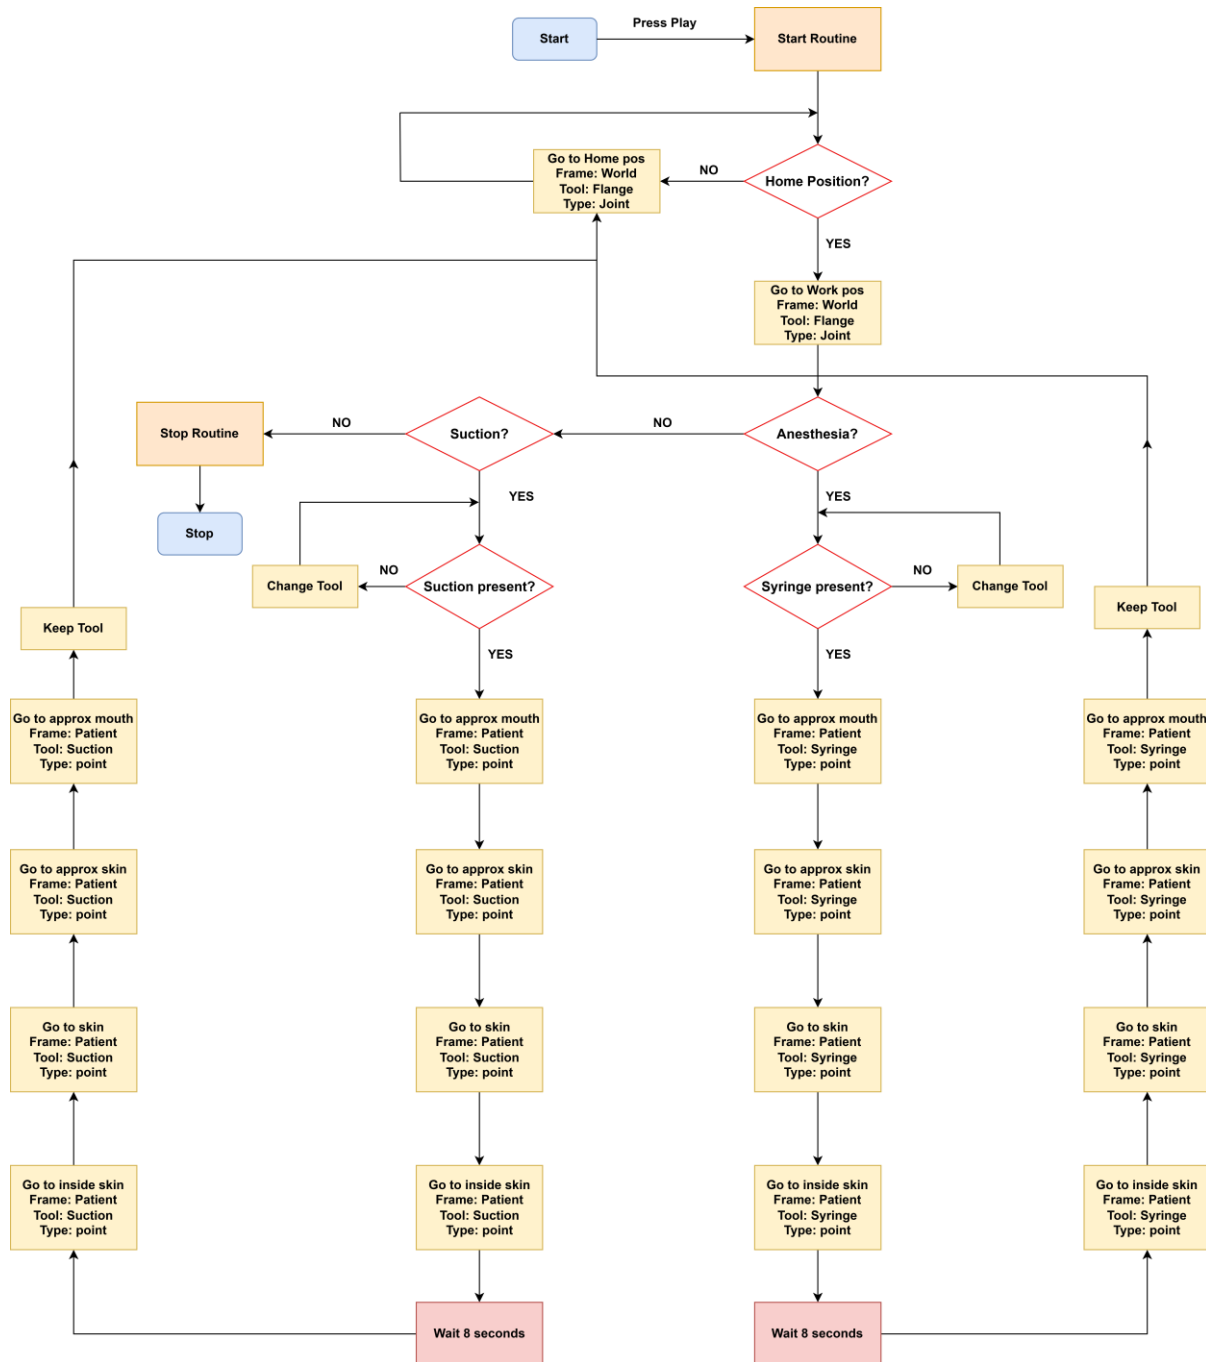 Press Play
Start
Start Routine
Go to Home pos
Frame: World
Tool: Flange
Type: Joint
NO
Home Position?
YES
Go to Work pos
Frame: World
Tool: Flange
Type: Joint
Stop Routine
NO
Suction?
NO
Anesthesia?
YES
YES
Stop
Change Tool
NO
Suction present?
Syringe present?
NO
Change Tool
Keep Tool
Keep Tool
YES
YES
Go to approx mouth
Frame: Patient
Tool: Suction
Type: point
Go to approx mouth
Frame: Patient
Tool: Suction
Type: point
Go to approx mouth
Frame: Patient
Tool: Syringe
Type: point
Go to approx mouth
Frame: Patient
Tool: Syringe
Type: point
Go to approx skin
Frame: Patient
Tool: Suction
Type: point
Go to approx skin
Frame: Patient
Tool: Suction
Type: point
Go to approx skin
Frame: Patient
Tool: Syringe
Type: point
Go to approx skin
Frame: Patient
Tool: Syringe
Type: point
Go to skin
Frame: Patient
Tool: Suction
Type: point
Go to skin
Frame: Patient
Tool: Suction
Type: point
Go to skin
Frame: Patient
Tool: Syringe
Type: point
Go to skin
Frame: Patient
Tool: Syringe
Type: point
Go to inside skin
Frame: Patient
Tool: Suction
Type: point
Go to inside skin
Frame: Patient
Tool: Suction
Type: point
Go to inside skin
Frame: Patient
Tool: Syringe
Type: point
Go to inside skin
Frame: Patient
Tool: Syringe
Type: point
Wait 8 seconds
Wait 8 seconds